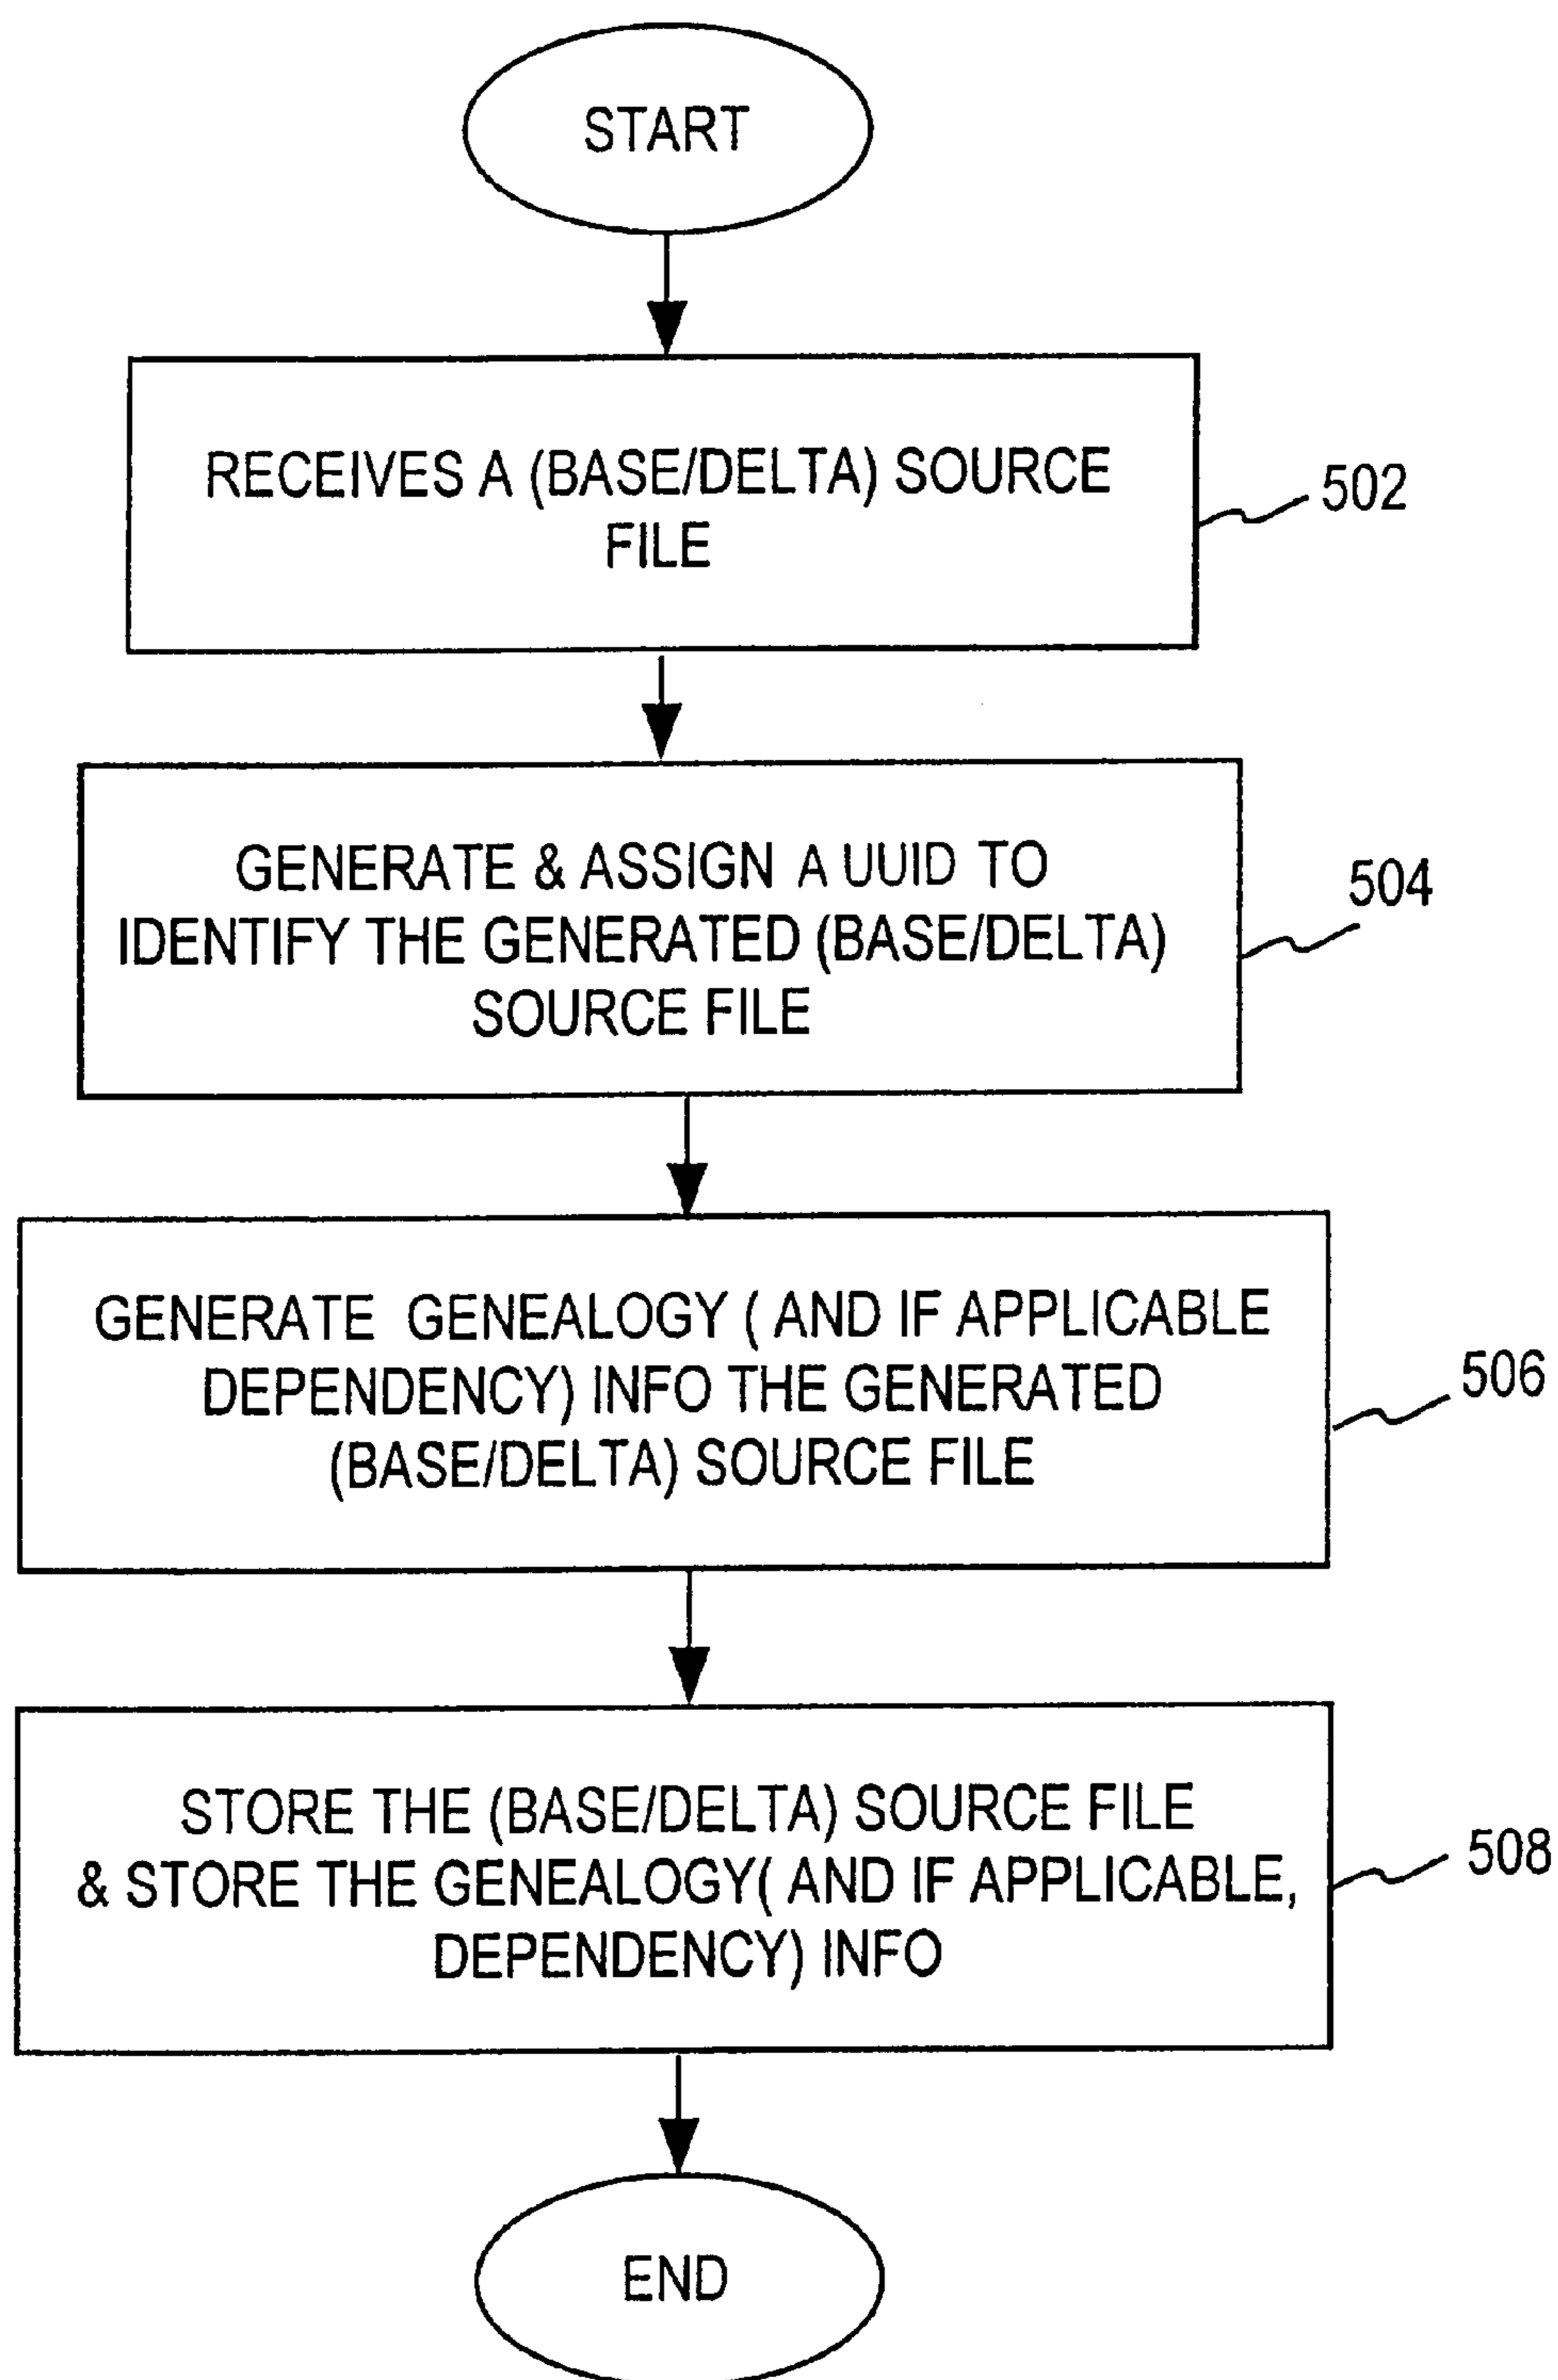 START
RECEIVES A (BASE/DELTA) SOURCE
FILE
502
GENERATE & ASSIGN A UUID TO
IDENTIFY THE GENERATED (BASE/DELTA)
SOURCE FILE
504
GENERATE GENEALOGY ( AND IF APPLICABLE
DEPENDENCY) INFO THE GENERATED
(BASE/DELTA) SOURCE FILE
506
STORE THE (BASE/DELTA) SOURCE FILE
& STORE THE GENEALOGY( AND IF APPLICABLE,
DEPENDENCY) INFO
508
END